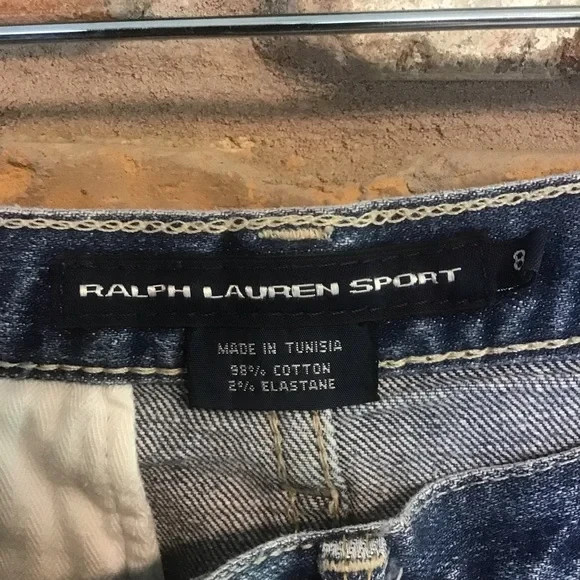 RALPH LAUREN SPORT
8
MADE IN TUNISIA
98% COTTON
2% ELASTANE